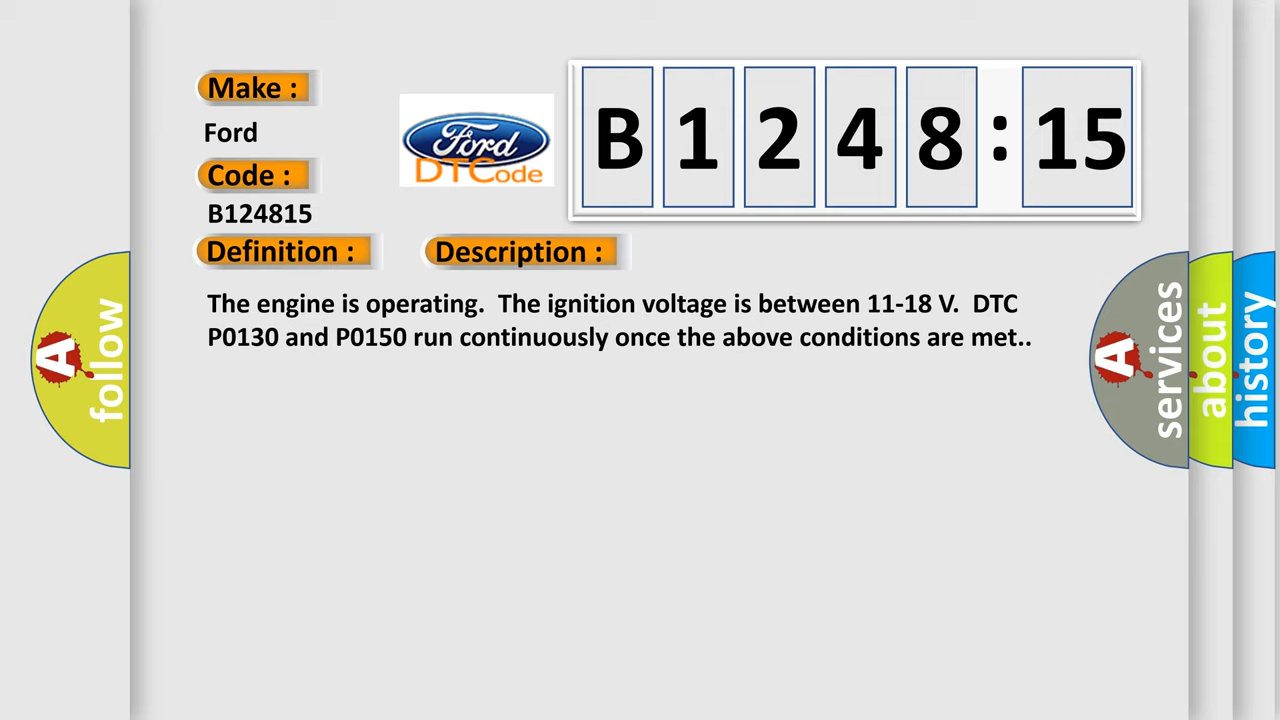 Make :
Ford
Code :
B124815
Ford
DTCode
B 1 2 4 8 : 15
Definition :
Description :
The engine is operating. The ignition voltage is between 11-18 V. DTC
P0130 and P0150 run continuously once the above conditions are met..
A follow
A services
about
history